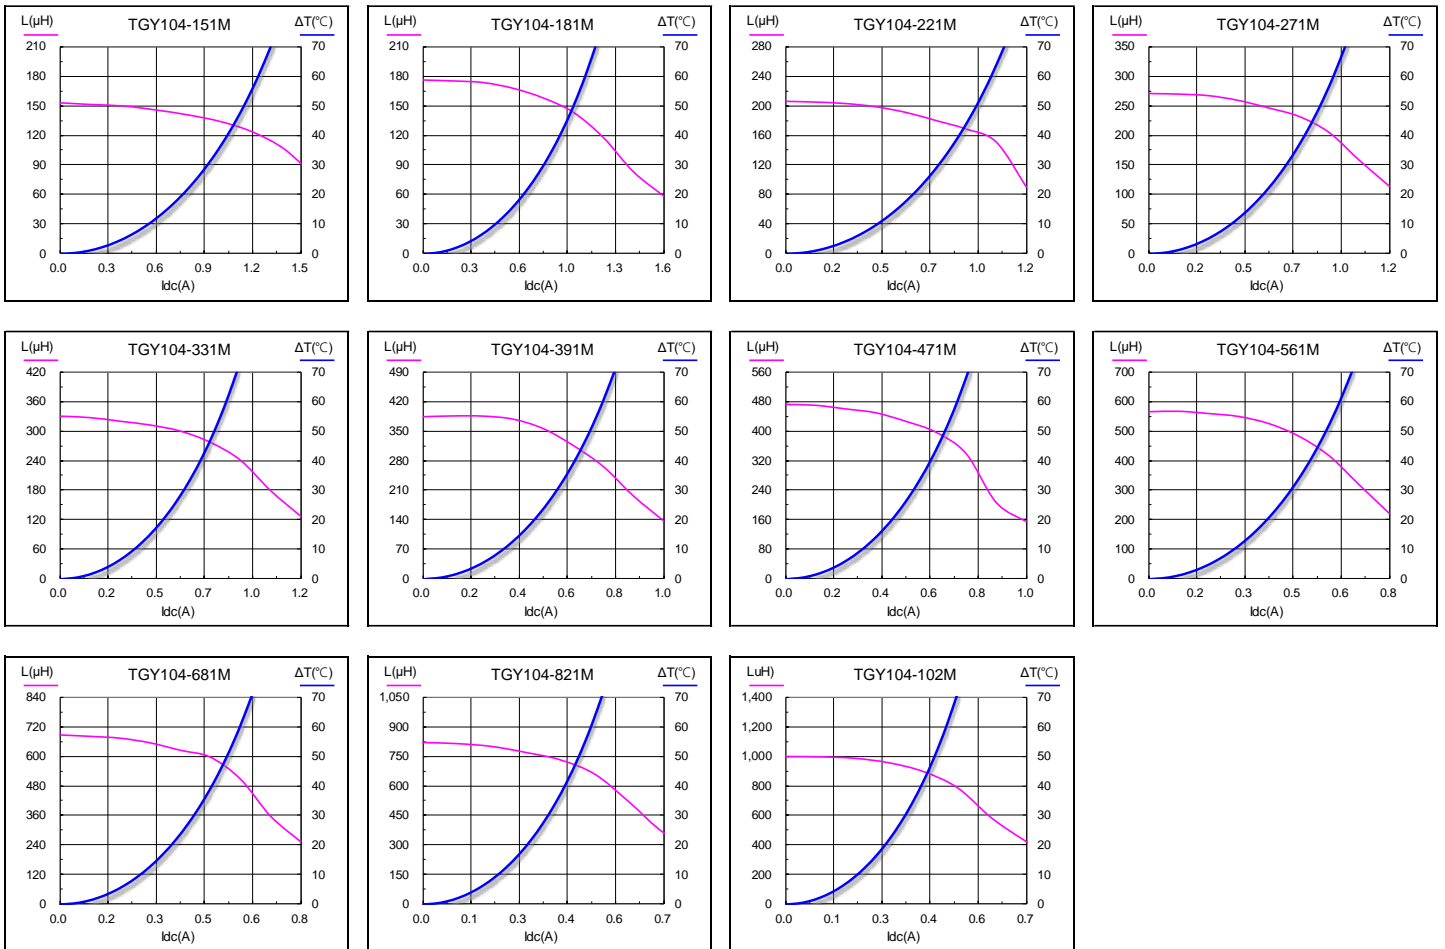 L(µH) TGY104-151M ΔT(℃)
210 70
180 60
150 50
120 40
90 30
60 20
30 10
0 0
0.0 0.3 0.6 0.9 1.2 1.5
Idc(A)
L(µH) TGY104-181M ΔT(℃)
210 70
180 60
150 50
120 40
90 30
60 20
30 10
0 0
0.0 0.3 0.6 1.0 1.3 1.6
Idc(A)
L(µH) TGY104-221M ΔT(℃)
280 70
240 60
200 50
160 40
120 30
80 20
40 10
0 0
0.0 0.2 0.5 0.7 1.0 1.2
Idc(A)
L(µH) TGY104-271M ΔT(℃)
350 70
300 60
250 50
200 40
150 30
100 20
50 10
0 0
0.0 0.2 0.5 0.7 1.0 1.2
Idc(A)
L(µH) TGY104-331M ΔT(℃)
420 70
360 60
300 50
240 40
180 30
120 20
60 10
0 0
0.0 0.2 0.5 0.7 1.0 1.2
Idc(A)
L(µH) TGY104-391M ΔT(℃)
490 70
420 60
350 50
280 40
210 30
140 20
70 10
0 0
0.0 0.2 0.4 0.6 0.8 1.0
Idc(A)
L(µH) TGY104-471M ΔT(℃)
560 70
480 60
400 50
320 40
240 30
160 20
80 10
0 0
0.0 0.2 0.4 0.6 0.8 1.0
Idc(A)
L(µH) TGY104-561M ΔT(℃)
700 70
600 60
500 50
400 40
300 30
200 20
100 10
0 0
0.0 0.2 0.3 0.5 0.6 0.8
Idc(A)
L(µH) TGY104-681M ΔT(℃)
840 70
720 60
600 50
480 40
360 30
240 20
120 10
0 0
0.0 0.2 0.3 0.5 0.6 0.8
Idc(A)
L(µH) TGY104-821M ΔT(℃)
1,050 70
900 60
750 50
600 40
450 30
300 20
150 10
0 0
0.0 0.1 0.3 0.4 0.6 0.7
Idc(A)
LuH) TGY104-102M ΔT(℃)
1,400 70
1,200 60
1,000 50
800 40
600 30
400 20
200 10
0 0
0.0 0.1 0.3 0.4 0.6 0.7
Idc(A)